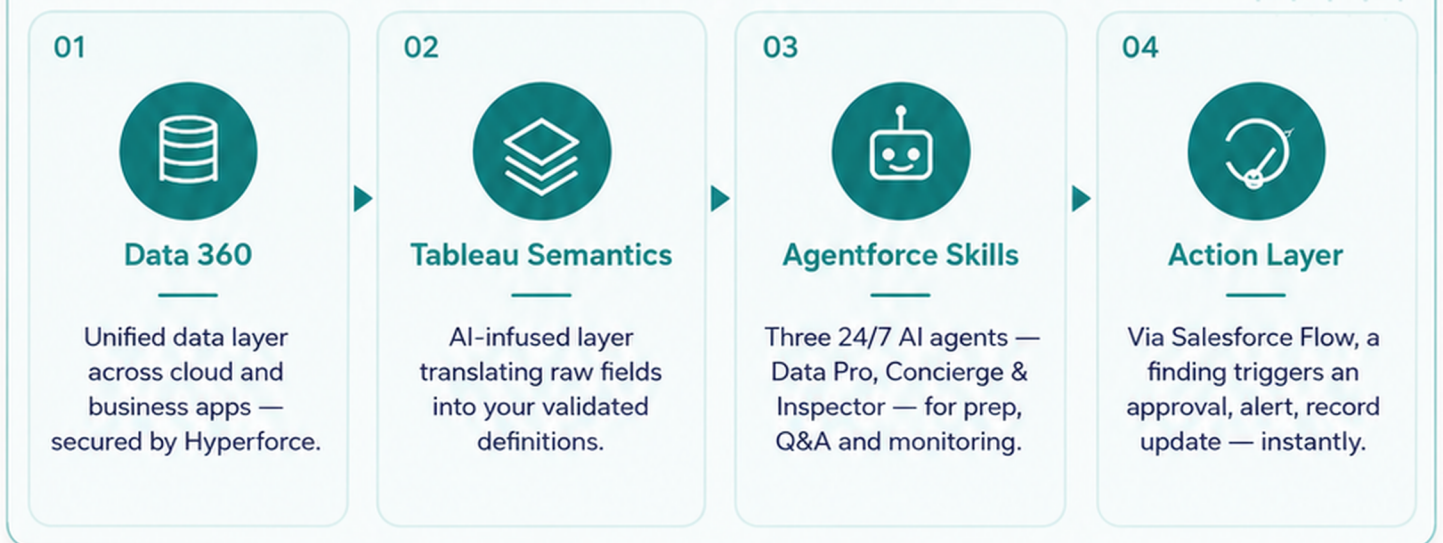 01
Data 360
Unified data layer
across cloud and
business apps —
secured by Hyperforce.
02
Tableau Semantics
AI-infused layer
translating raw fields
into your validated
definitions.
03
Agentforce Skills
Three 24/7 AI agents —
Data Pro, Concierge &
Inspector — for prep,
Q&A and monitoring.
04
Action Layer
Via Salesforce Flow, a
finding triggers an
approval, alert, record
update — instantly.